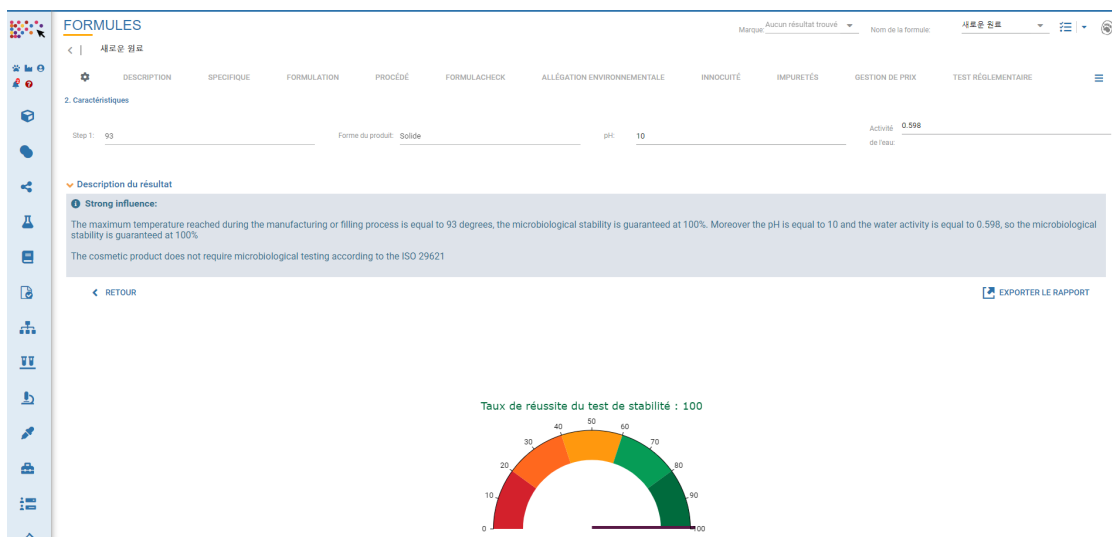 FORMULES
Marque:
Aucun résultat trouvé
Nom de la formule:
새로운 원료
새로운 원료
DESCRIPTION
SPECIFIQUE
FORMULATION
PROCÉDÉ
FORMULACHECK
ALLÉGATION ENVIRONNEMENTALE
INNOCUITÉ
IMPURETÉS
GESTION DE PRIX
TEST RÉGLEMENTAIRE
2. Caractéristiques
Step 1: 93
Forme du produit: Solide
pH: 10
Activité de l'eau: 0.598
Description du résultat
Strong influence:
The maximum temperature reached during the manufacturing or filling process is equal to 93 degrees, the microbiological stability is guaranteed at 100%. Moreover the pH is equal to 10 and the water activity is equal to 0.598, so the microbiological
stability is guaranteed at 100%
The cosmetic product does not require microbiological testing according to the ISO 29621
RETOUR
EXPORTER LE RAPPORT
Taux de réussite du test de stabilité : 100
0
10
20
30
40
50
60
70
80
90
100